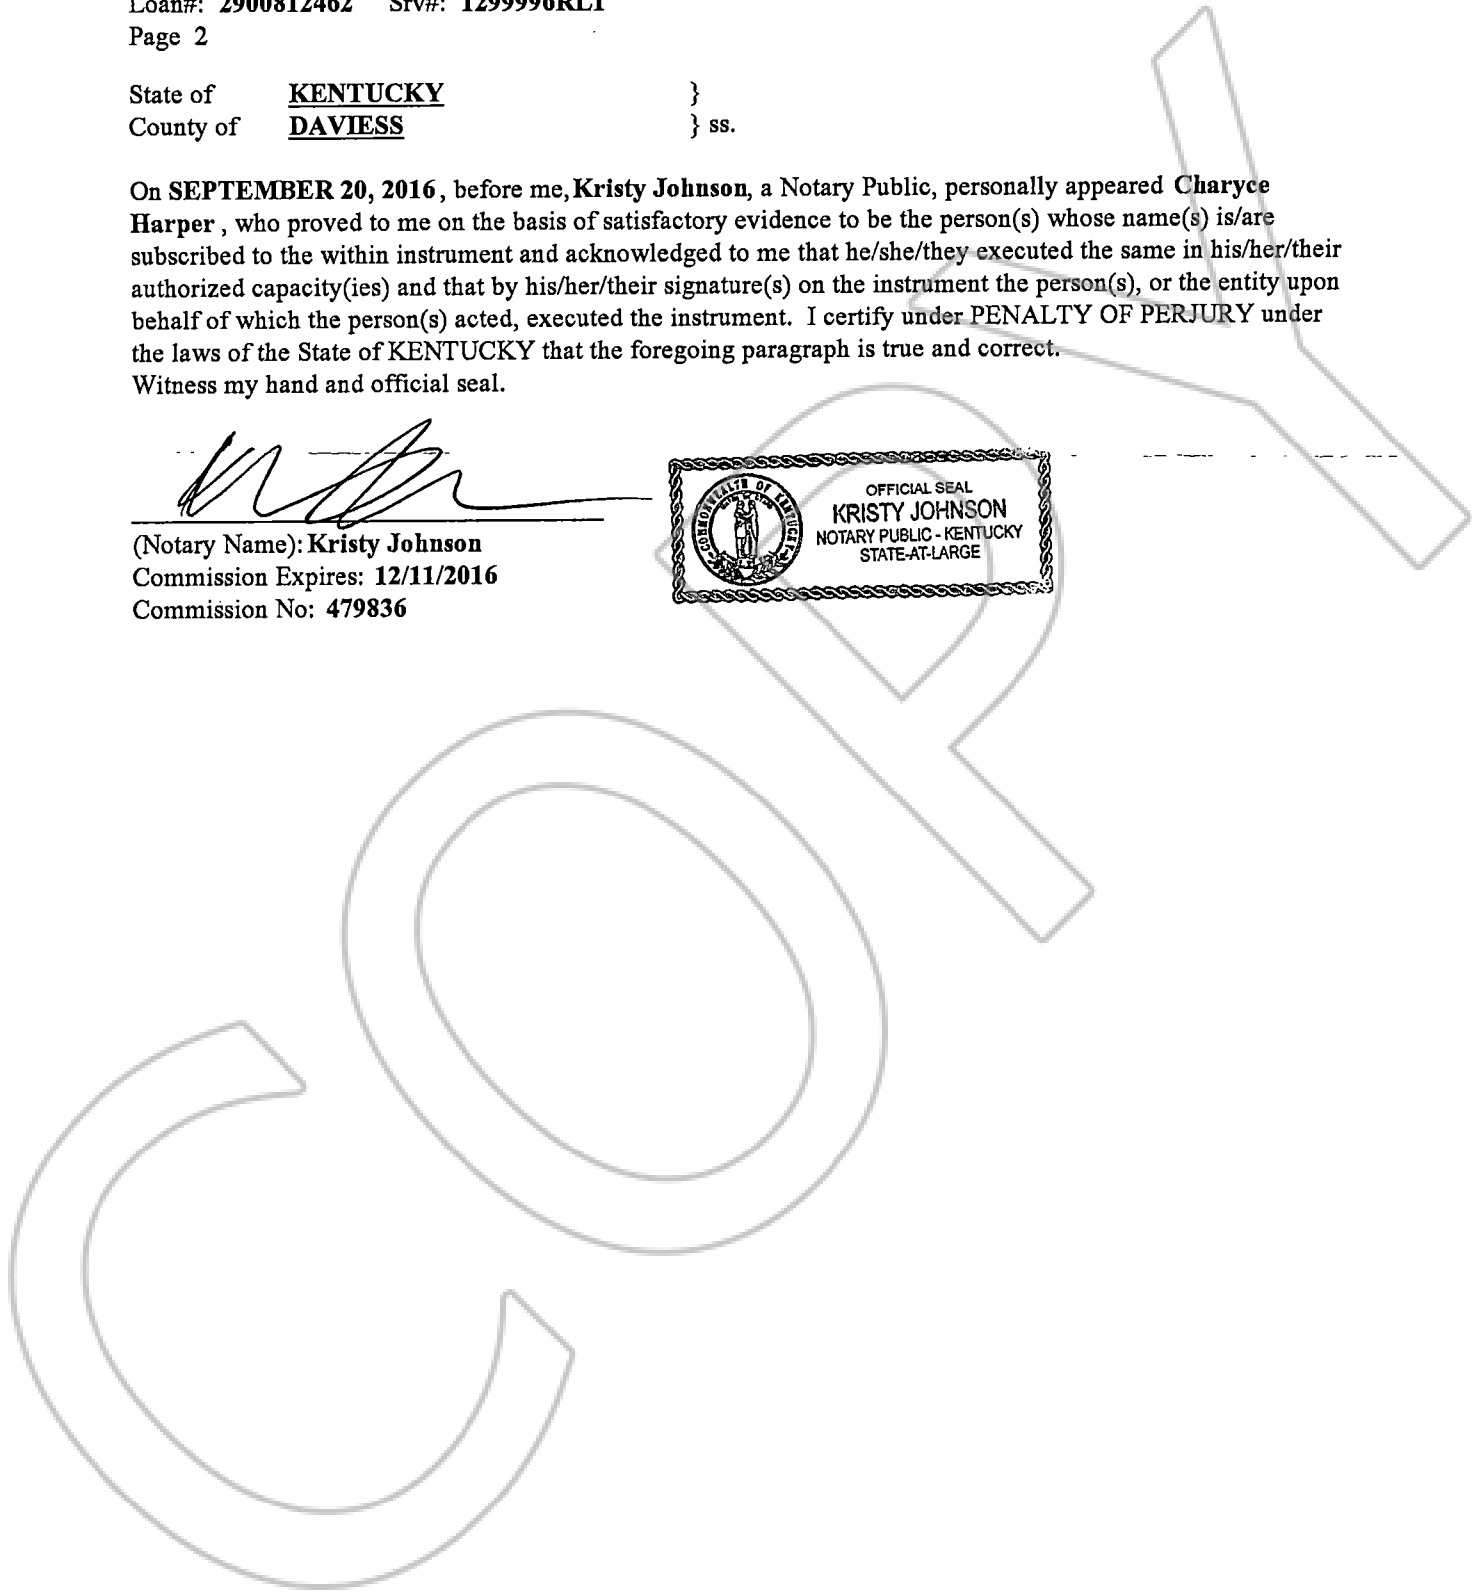 Loan#: 2900812462 Srv#: 1299996RL1
Page 2
State of KENTUCKY }
County of DAVIESS } ss.
On SEPTEMBER 20, 2016, before me, Kristy Johnson, a Notary Public, personally appeared Charyce
Harper, who proved to me on the basis of satisfactory evidence to be the person(s) whose name(s) is/are
subscribed to the within instrument and acknowledged to me that he/she/they executed the same in his/her/their
authorized capacity(ies) and that by his/her/their signature(s) on the instrument the person(s), or the entity upon
behalf of which the person(s) acted, executed the instrument. I certify under PENALTY OF PERJURY under
the laws of the State of KENTUCKY that the foregoing paragraph is true and correct.
Witness my hand and official seal.
COMMONWEALTH OF KENTUCKY
OFFICIAL SEAL
KRISTY JOHNSON
NOTARY PUBLIC - KENTUCKY
STATE-AT-LARGE
(Notary Name): Kristy Johnson
Commission Expires: 12/11/2016
Commission No: 479836
COPY